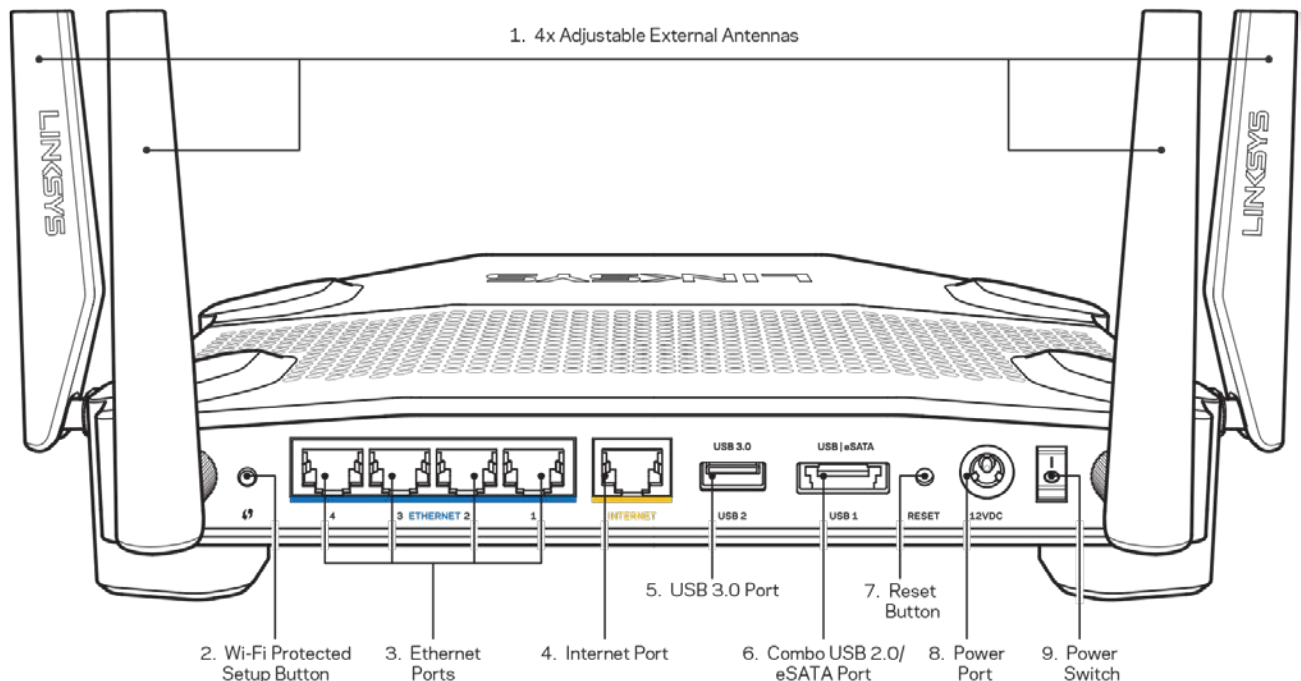 1. 4x Adjustable External Antennas
LINKSYS
LINKSYS
LINKSYS
USB 3.0
USB | eSATA
4
3 ETHERNET 2
1
INTERNET
USB 2
USB 1
RESET
12VDC
5. USB 3.0 Port
7. Reset
Button
2. Wi-Fi Protected
Setup Button
3. Ethernet
Ports
4. Internet Port
6. Combo USB 2.0/
eSATA Port
8. Power
Port
9. Power
Switch